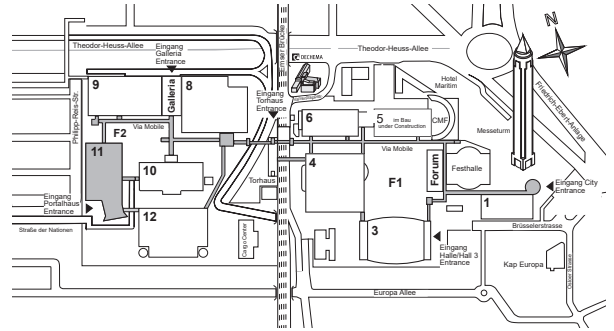 Theodor-Heuss-Allee
Eingang
Galleria
Entrance
Emser Brücke
DECHEMA
Theodor-Heuss-Allee
N
9
Galleria
8
Hotel
Maritim
Friedrich-Ebert-Anlage
Philipp-Reis-Str.
Eingang
Torhaus
Entrance
Via Mobile
F2
6
5
im Bau
under Construction
CMF
Messeturm
11
10
4
Via Mobile
F1
Forum
Festhalle
Torhaus
Eingang City
Entrance
Eingang
Portalhaus
Entrance
12
1
Straße der Nationen
Cargo Center
3
Brüsselerstrasse
Eingang
Halle/Hall 3
Entrance
Kap Europa
Europa Allee